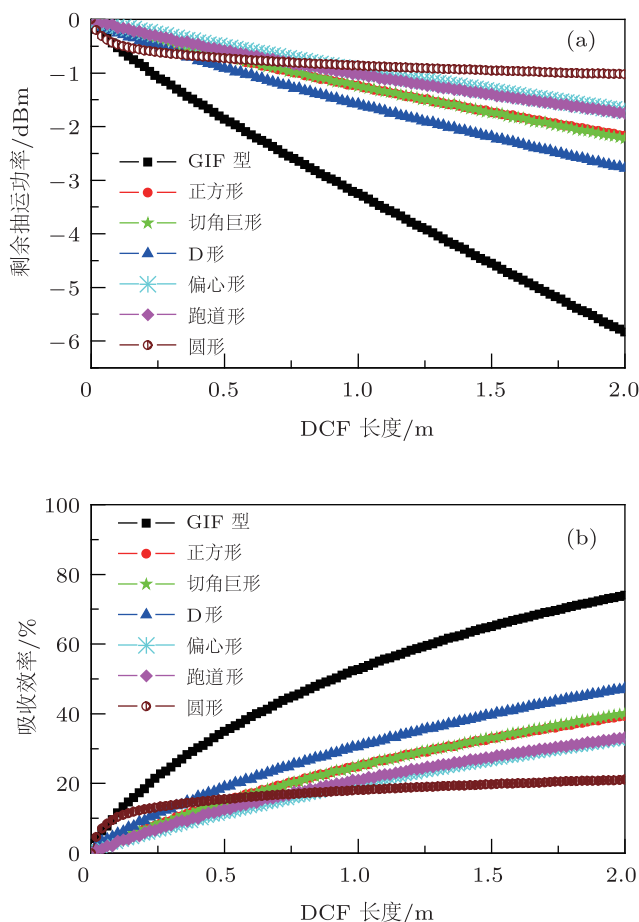 (a)
0
−1
−2
−3
−4
−5
−6
剩余抽运功率/dBm
GIF 型
正方形
切角巨形
D形
偏心形
跑道形
圆形
0 0.5 1.0 1.5 2.0
DCF 长度/m
(b)
100
80
60
40
20
0
吸收效率/%
GIF 型
正方形
切角巨形
D形
偏心形
跑道形
圆形
0 0.5 1.0 1.5 2.0
DCF 长度/m